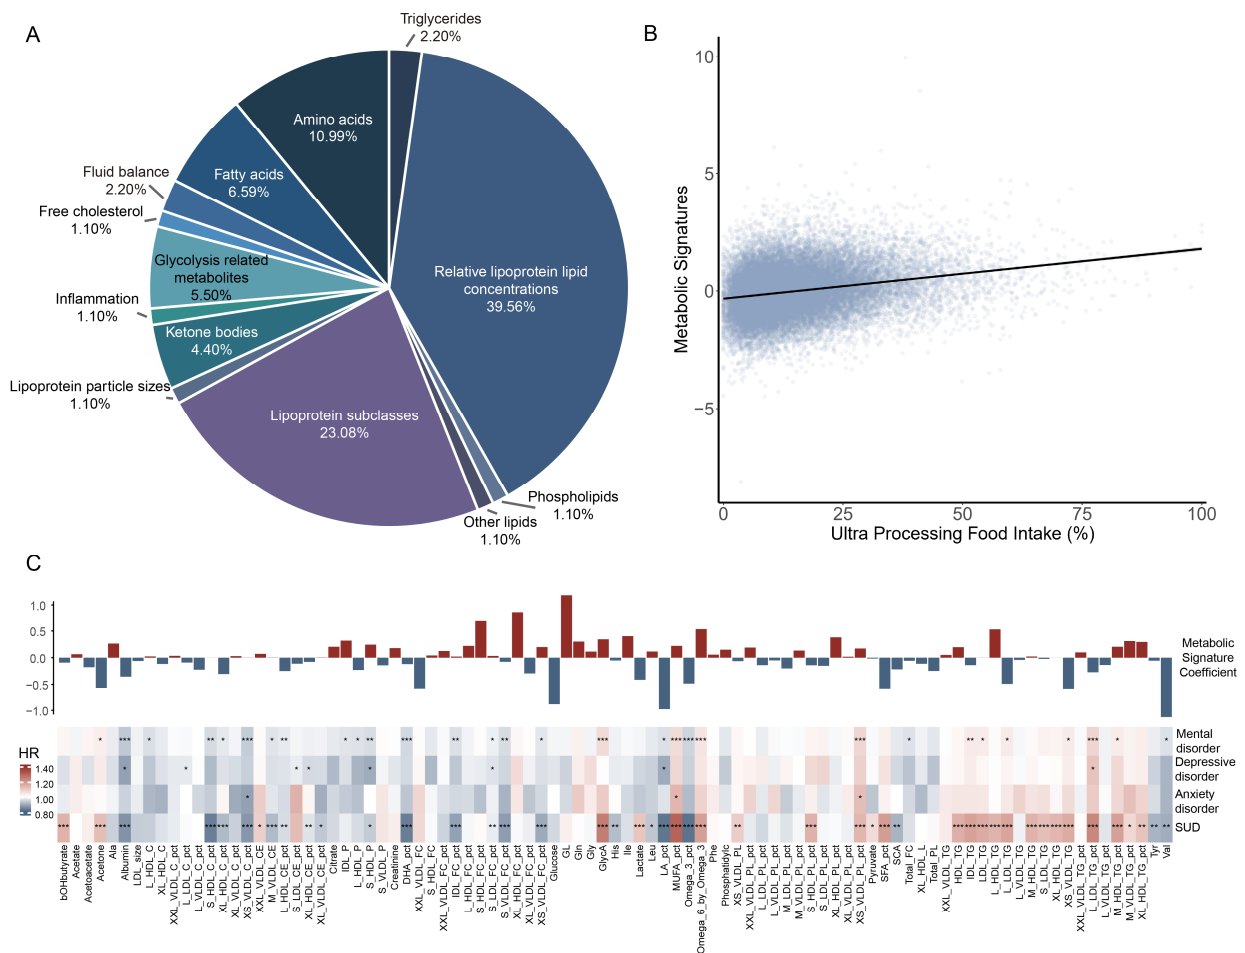 A
Triglycerides
2.20%
Amino acids
10.99%
Fatty acids
6.59%
Fluid balance
2.20%
Free cholesterol
1.10%
Glycolysis related
metabolites
5.50%
Inflammation
1.10%
Ketone bodies
4.40%
Lipoprotein particle sizes
1.10%
Lipoprotein subclasses
23.08%
Relative lipoprotein lipid
concentrations
39.56%
Phospholipids
1.10%
Other lipids
1.10%
B
Metabolic Signatures
10
5
0
−5
0
25
50
75
100
Ultra Processing Food Intake (%)
C
1.0
0.5
0.0
−0.5
−1.0
Metabolic
Signature
Coefficient
HR
1.40
1.20
1.00
0.80
Mental
disorder
Depressive
disorder
Anxiety
disorder
SUD
bOHbutyrate
Acetate
Acetoacetate
Acetone
Ala
Albumin
LDL_size
L_HDL_C
XL_HDL_C
XXL_VLDL_C_pct
L_LDL_C_pct
L_VLDL_C_pct
S_HDL_C_pct
XL_HDL_C_pct
XL_VLDL_C_pct
XS_VLDL_C_pct
XXL_VLDL_CE
M_VLDL_CE
L_HDL_CE_pct
S_LDL_CE_pct
XL_HDL_CE_pct
XL_VLDL_CE_pct
Citrate
IDL_P
L_HDL_P
S_HDL_P
S_VLDL_P
Creatinine
DHA_pct
XXL_VLDL_FC
S_HDL_FC
XXL_VLDL_FC_pct
IDL_FC_pct
L_HDL_FC_pct
S_HDL_FC_pct
S_LDL_FC_pct
S_VLDL_FC_pct
XL_HDL_FC_pct
XL_VLDL_FC_pct
XS_VLDL_FC_pct
Glucose
GL
Gln
Gly
GlycA
His
Ile
Lactate
Leu
LA_pct
MUFA_pct
Omega_3_pct
Omega_6_by_Omega_3
Phe
Phosphatidylc
XS_VLDL_PL
XXL_VLDL_PL_pct
L_LDL_PL_pct
L_VLDL_PL_pct
M_LDL_PL_pct
M_VLDL_PL_pct
S_HDL_PL_pct
S_LDL_PL_pct
XL_HDL_PL_pct
XL_VLDL_PL_pct
XS_VLDL_PL_pct
Pyruvate
SFA_pct
SCA
Total_FC
XL_HDL_L
Total_PL
XXL_VLDL_TG
HDL_TG
IDL_TG
LDL_TG
L_HDL_TG
L_LDL_TG
L_VLDL_TG
M_HDL_TG
S_LDL_TG
XL_HDL_TG
XS_VLDL_TG
XXL_VLDL_TG_pct
L_LDL_TG_pct
L_VLDL_TG_pct
M_HDL_TG_pct
M_VLDL_TG_pct
XL_HDL_TG_pct
Tyr
Val